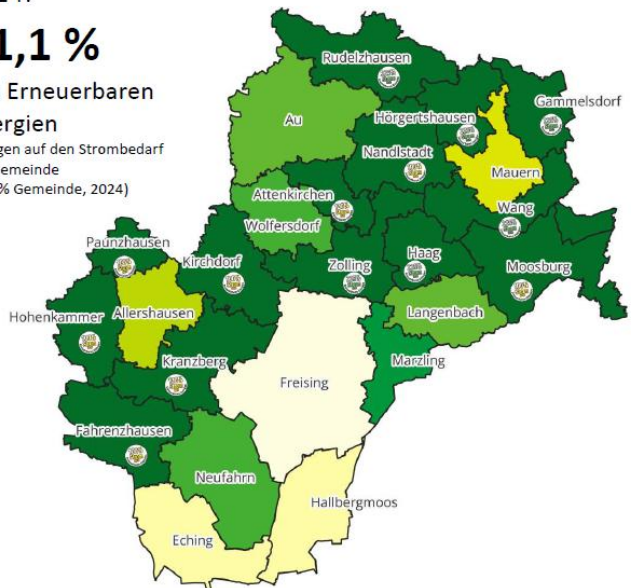 1,1 %
Erneuerbaren
ergien
gen auf den Strombedarf
emeinde
% Gemeinde, 2024)
Rudelzhausen
Gammelsdorf
Au
Hörgertshausen
Nandlstadt
Mauern
Attenkirchen
Wang
Wolfersdorf
Paunzhausen
Kirchdorf
Zolling
Haag
Moosburg
Hohenkammer
Allershausen
Langenbach
Kranzberg
Marzling
Freising
Fahrenzhausen
Neufahrn
Hallbergmoos
Eching